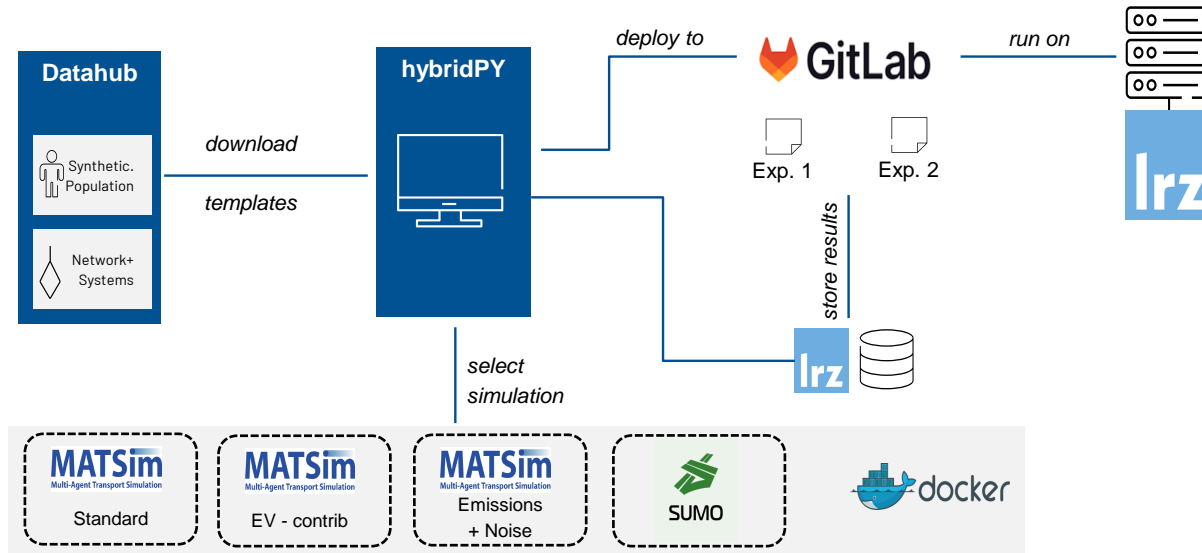 Datahub
Synthetic.
Population
Network+
Systems
download
templates
hybridPY
deploy to
GitLab
run on
Exp. 1
Exp. 2
store results
lrz
lrz
select
simulation
MATSim
Multi-Agent Transport Simulation
Standard
MATSim
Multi-Agent Transport Simulation
EV - contrib
MATSim
Multi-Agent Transport Simulation
Emissions
+ Noise
SUMO
docker